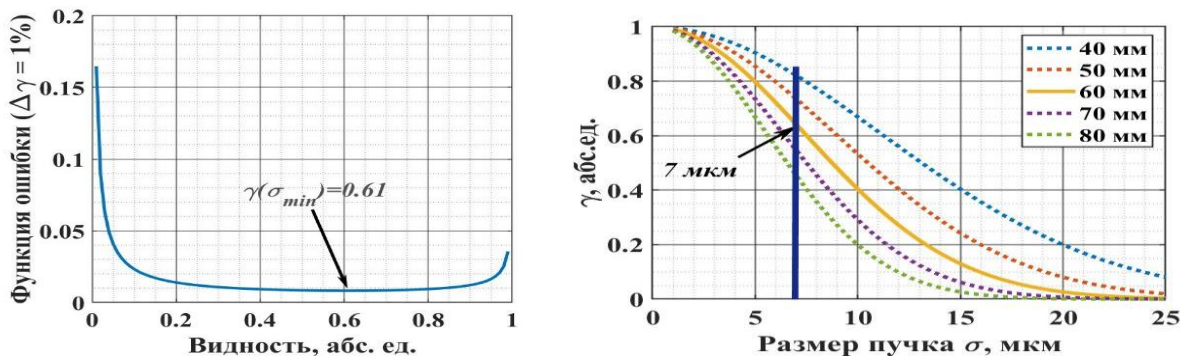 Функция ошибки (Δγ = 1%)
0.2
0.15
0.1
0.05
0
γ(σmin)=0.61
0 0.2 0.4 0.6 0.8 1
Видность, абс. ед.
γ, абс.ед.
1
0.8
0.6
0.4
0.2
0
7 мкм
40 мм
50 мм
60 мм
70 мм
80 мм
0 5 10 15 20 25
Размер пучка σ, мкм